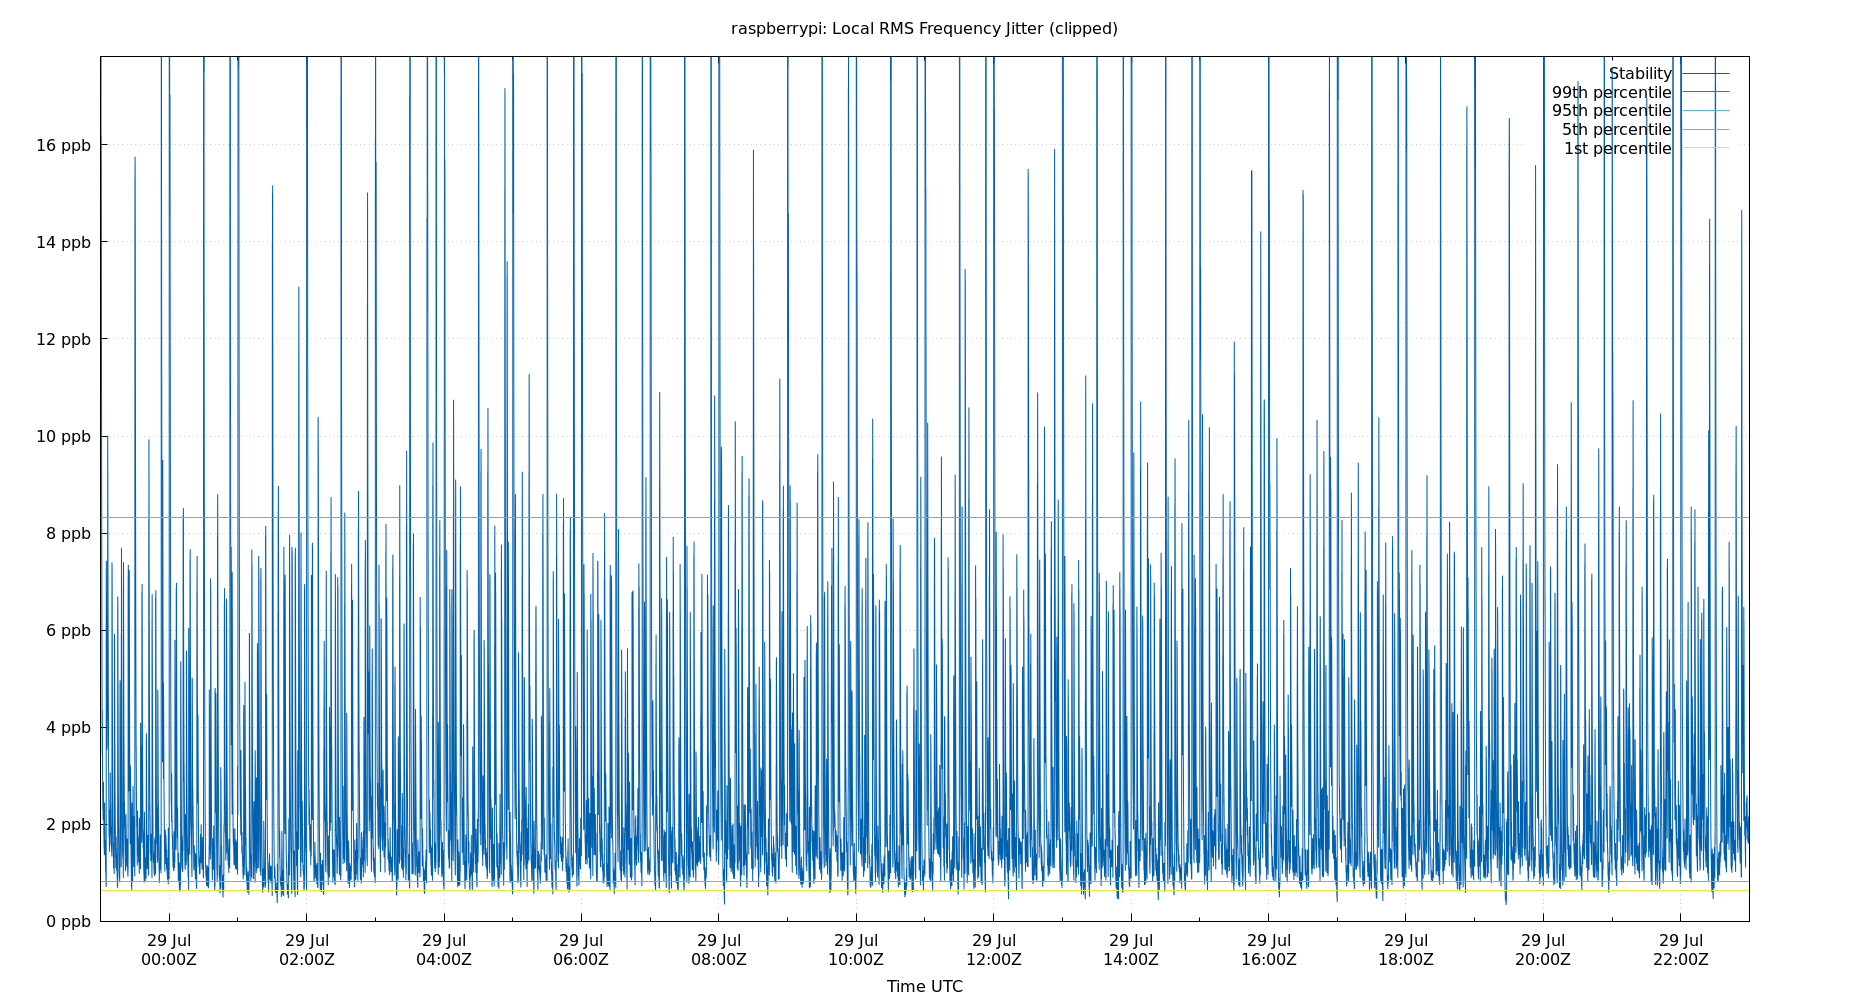 raspberrypi: Local RMS Frequency Jitter (clipped)
Stability
99th percentile
95th percentile
5th percentile
1st percentile
16 ppb
14 ppb
12 ppb
10 ppb
8 ppb
6 ppb
4 ppb
2 ppb
0 ppb
29 Jul 29 Jul 29 Jul 29 Jul 29 Jul 29 Jul 29 Jul 29 Jul 29 Jul 29 Jul 29 Jul 29 Jul
00:00Z 02:00Z 04:00Z 06:00Z 08:00Z 10:00Z 12:00Z 14:00Z 16:00Z 18:00Z 20:00Z 22:00Z
Time UTC